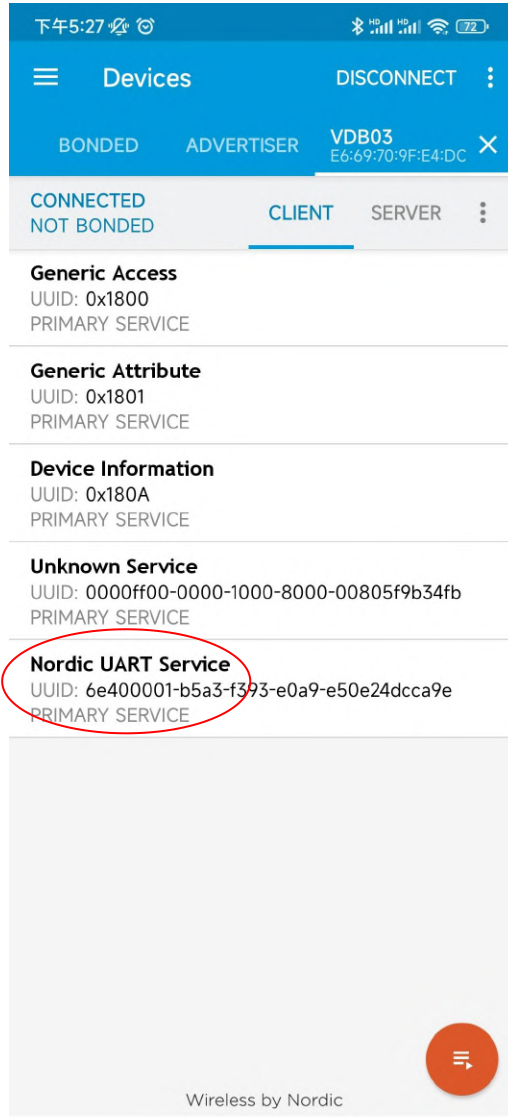 下午5:27
HD HD 72
Devices DISCONNECT
BONDED ADVERTISER VDB03
E6:69:70:9F:E4:DC
CONNECTED
NOT BONDED
CLIENT SERVER
Generic Access
UUID: 0x1800
PRIMARY SERVICE
Generic Attribute
UUID: 0x1801
PRIMARY SERVICE
Device Information
UUID: 0x180A
PRIMARY SERVICE
Unknown Service
UUID: 0000ff00-0000-1000-8000-00805f9b34fb
PRIMARY SERVICE
Nordic UART Service
UUID: 6e400001-b5a3-f393-e0a9-e50e24dcca9e
PRIMARY SERVICE
Wireless by Nordic